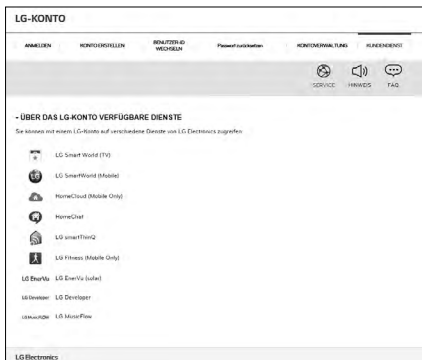 LG-KONTO
ANMELDEN KONTO ERSTELLEN BENUTZER-ID WECHSELN Passwort zurücksetzen KONTOVERWALTUNG KUNDENDIENST
SERVICE HINWEIS FAQ
- ÜBER DAS LG-KONTO VERFÜGBARE DIENSTE
Sie können mit einem LG-Konto auf verschiedene Dienste von LG Electronics zugreifen
LG Smart World (TV)
LG SmartWorld (Mobile)
HomeCloud (Mobile Only)
HomeChat
LG smartThinQ
LG Fitness (Mobile Only)
LG EnerVu LG EnerVu (solar)
LG Developer LG Developer
LG MusicFLOW LG MusicFlow
LG Electronics